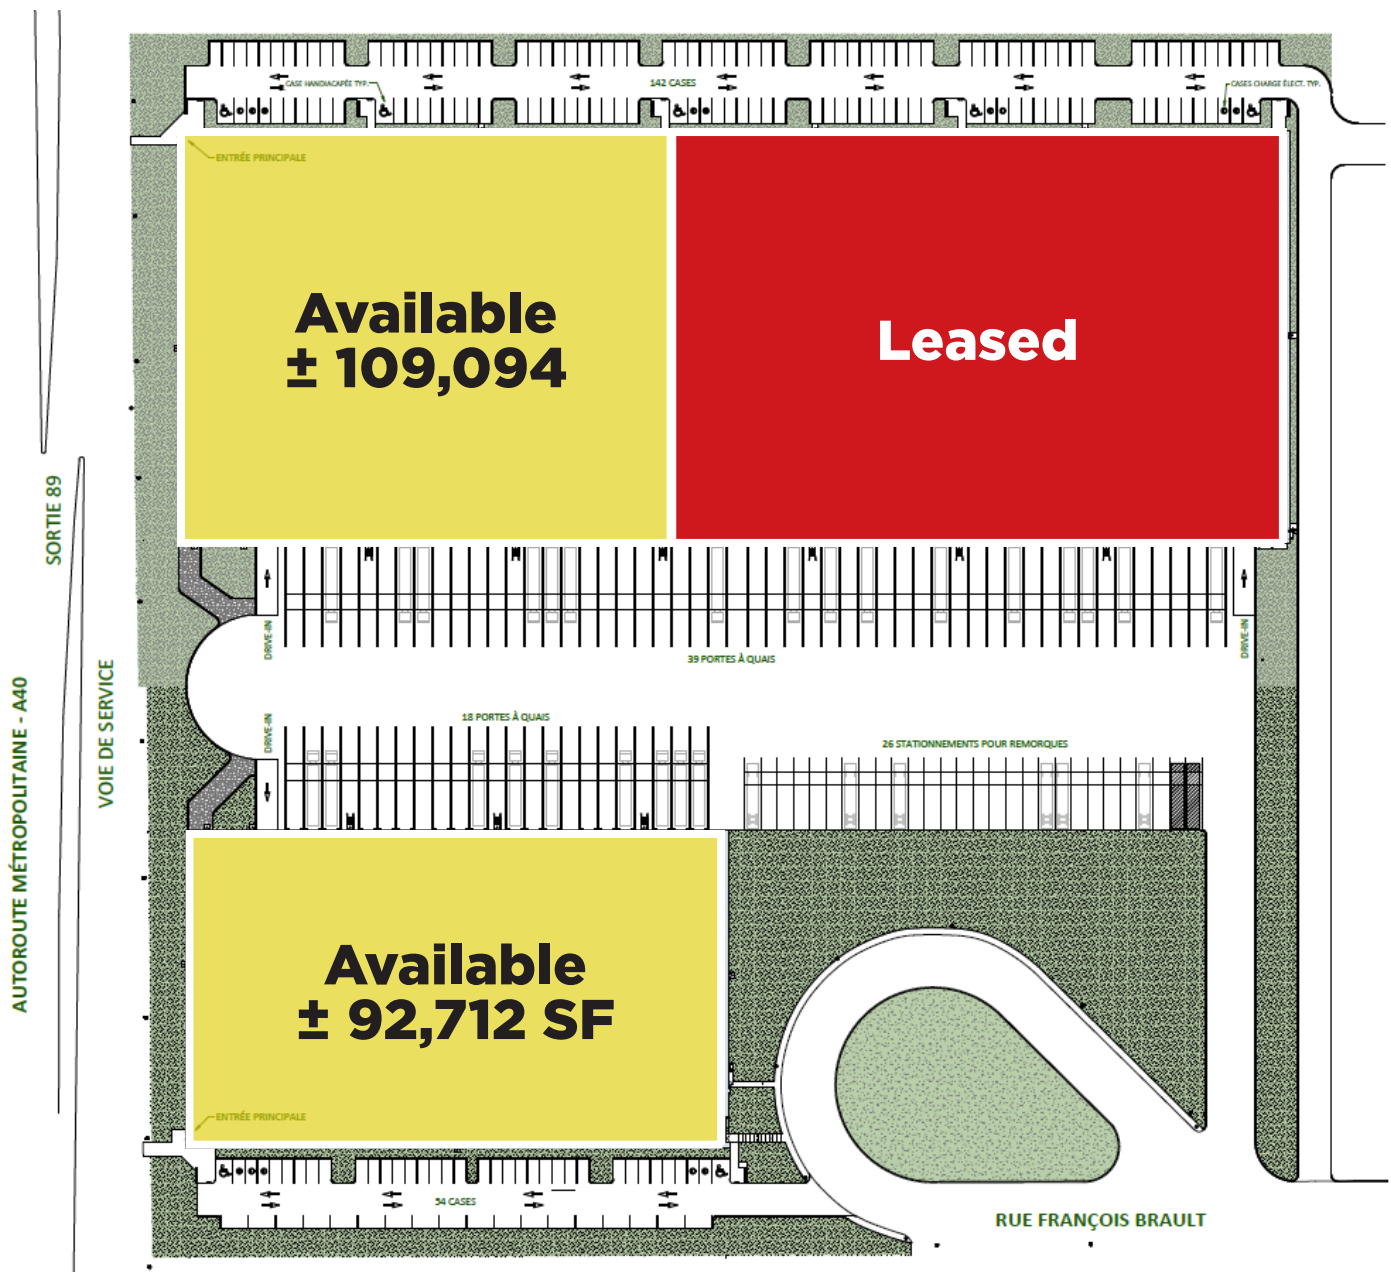 142 CASES
CASE HANDIACAPÉE TYP.
CASES CHARGE ÉLECT. TYP.
ENTRÉE PRINCIPALE
Available
± 109,094
Leased
SORTIE 89
DRIVE-IN
DRIVE-IN
39 PORTES À QUAIS
VOIE DE SERVICE
AUTOROUTE MÉTROPOLITAINE - A40
DRIVE-IN
18 PORTES À QUAIS
26 STATIONNEMENTS POUR REMORQUES
Available
± 92,712 SF
ENTRÉE PRINCIPALE
54 CASES
RUE FRANÇOIS BRAULT